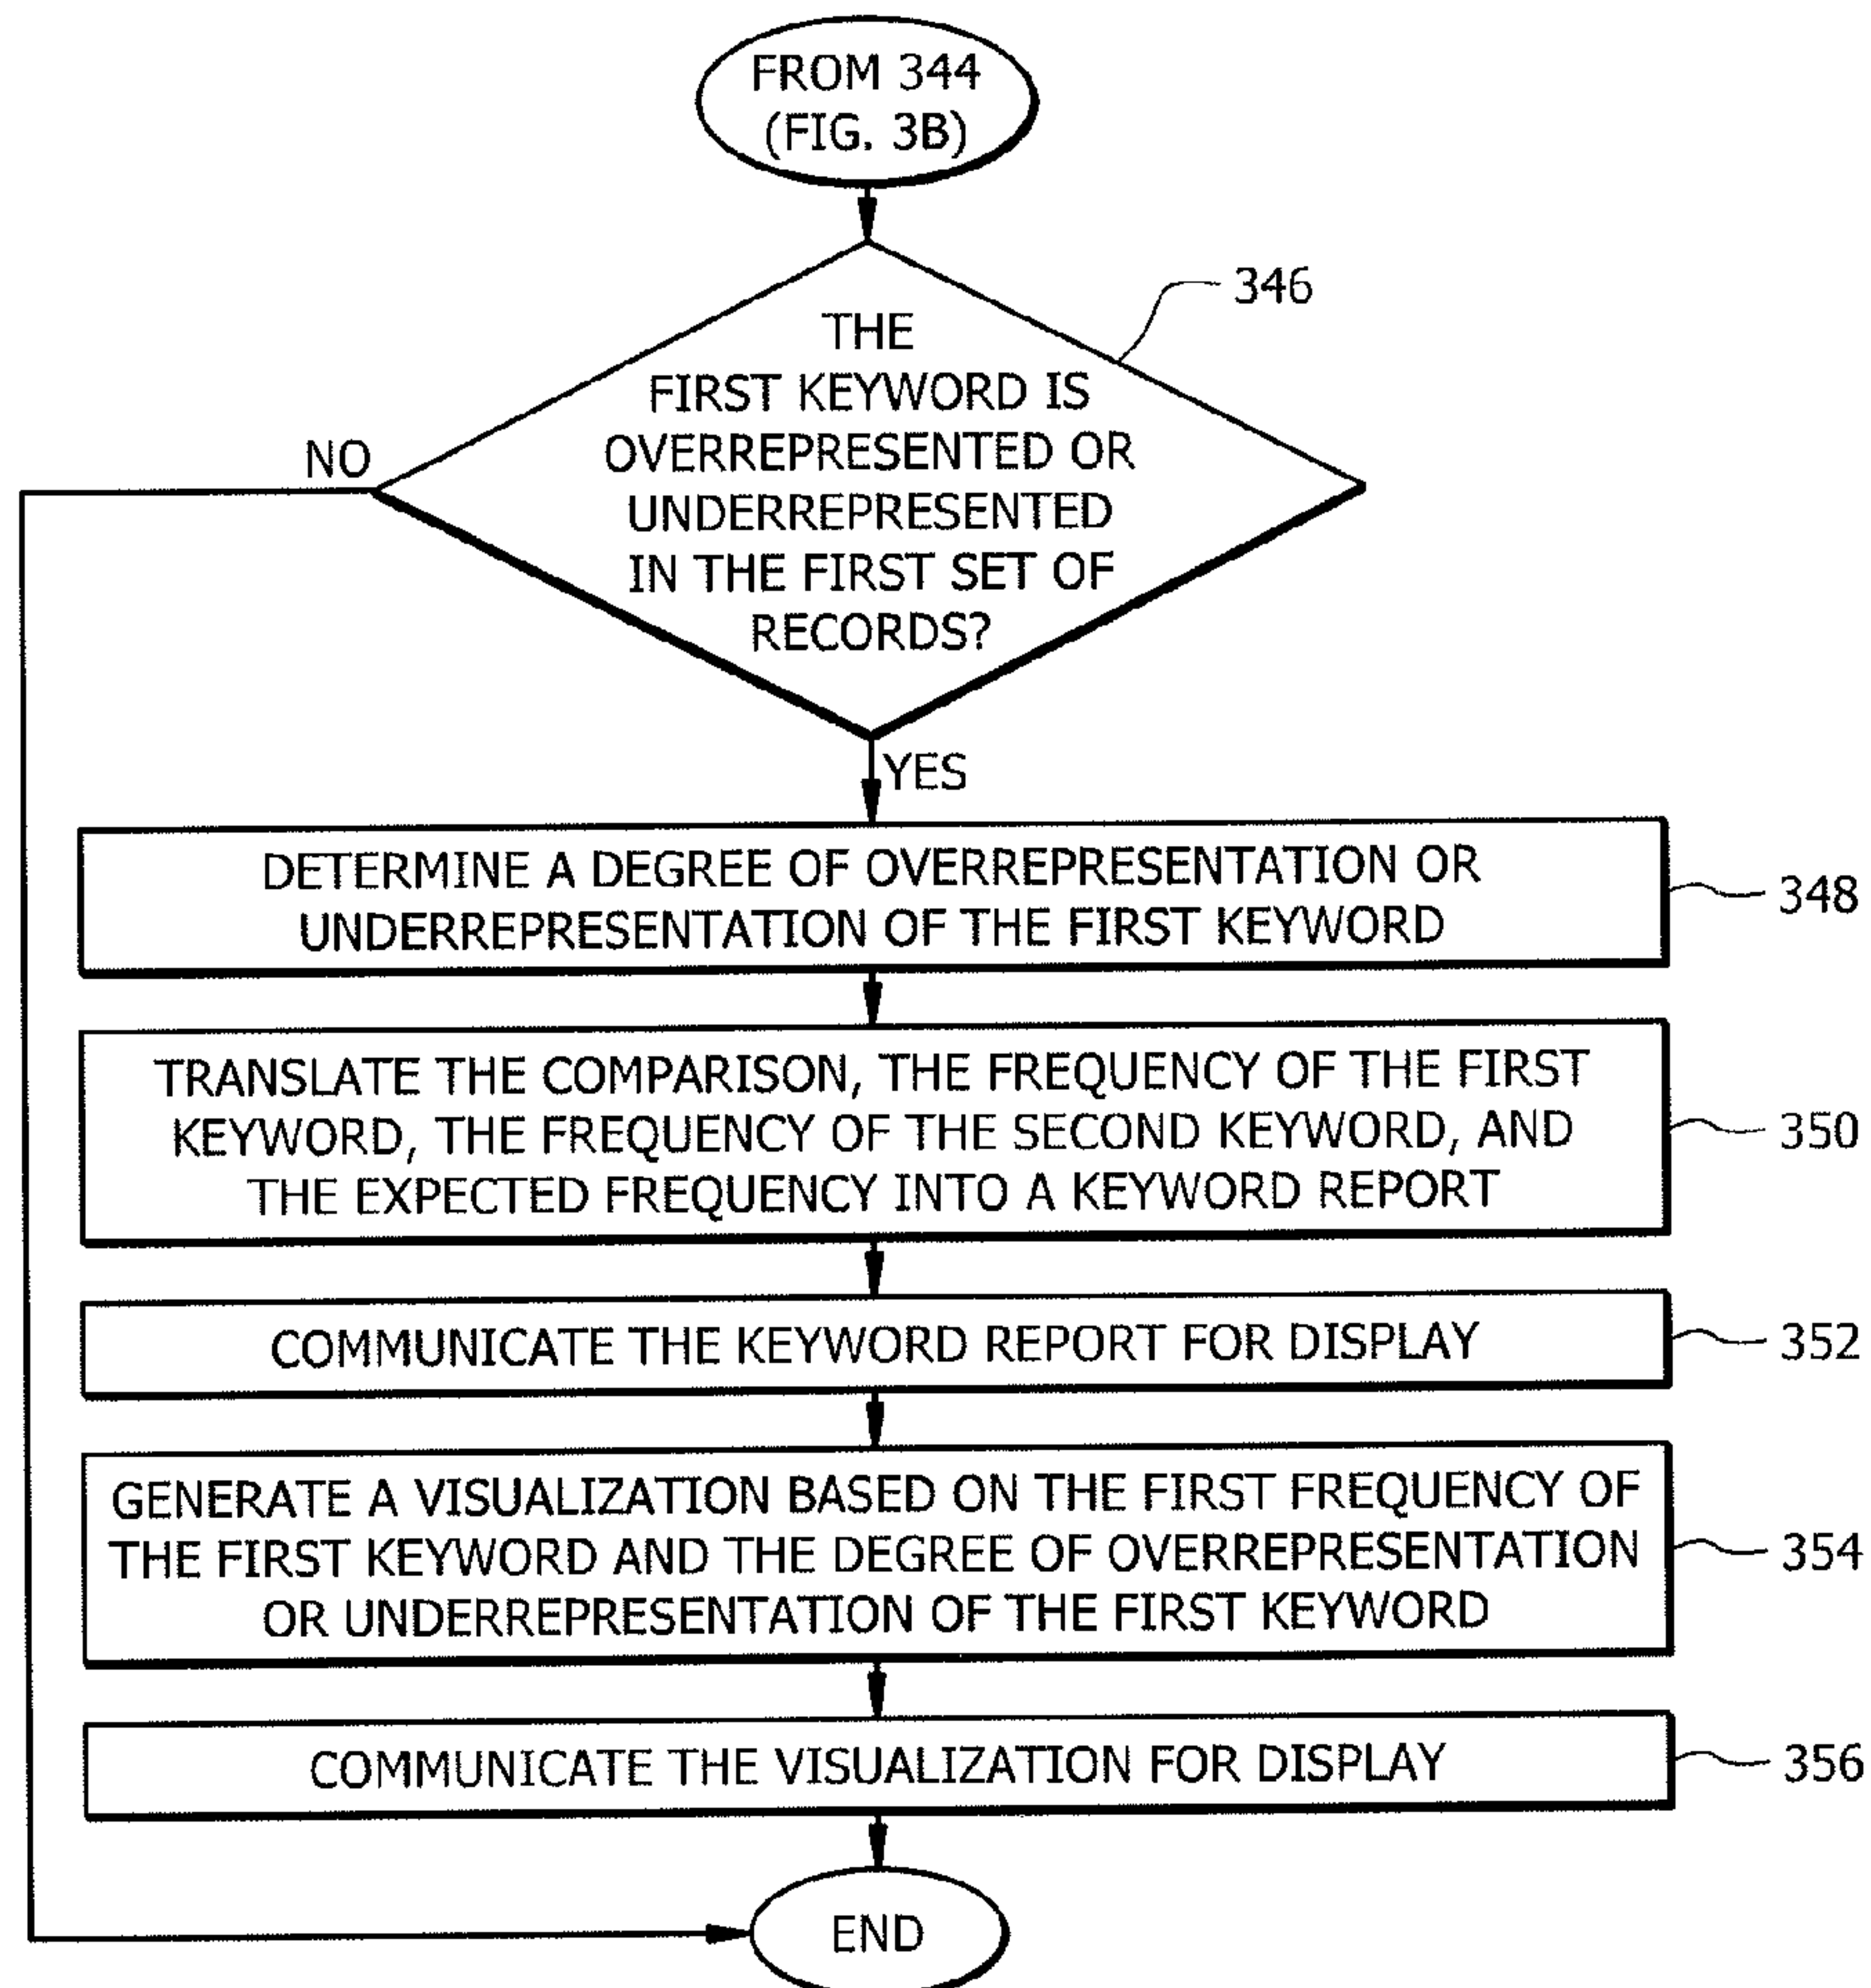 FROM 344
(FIG. 3B)
346
THE
FIRST KEYWORD IS
OVERREPRESENTED OR
UNDERREPRESENTED
IN THE FIRST SET OF
RECORDS?
NO
YES
DETERMINE A DEGREE OF OVERREPRESENTATION OR
UNDERREPRESENTATION OF THE FIRST KEYWORD
348
TRANSLATE THE COMPARISON, THE FREQUENCY OF THE FIRST
KEYWORD, THE FREQUENCY OF THE SECOND KEYWORD, AND
THE EXPECTED FREQUENCY INTO A KEYWORD REPORT
350
COMMUNICATE THE KEYWORD REPORT FOR DISPLAY
352
GENERATE A VISUALIZATION BASED ON THE FIRST FREQUENCY OF
THE FIRST KEYWORD AND THE DEGREE OF OVERREPRESENTATION
OR UNDERREPRESENTATION OF THE FIRST KEYWORD
354
COMMUNICATE THE VISUALIZATION FOR DISPLAY
356
END